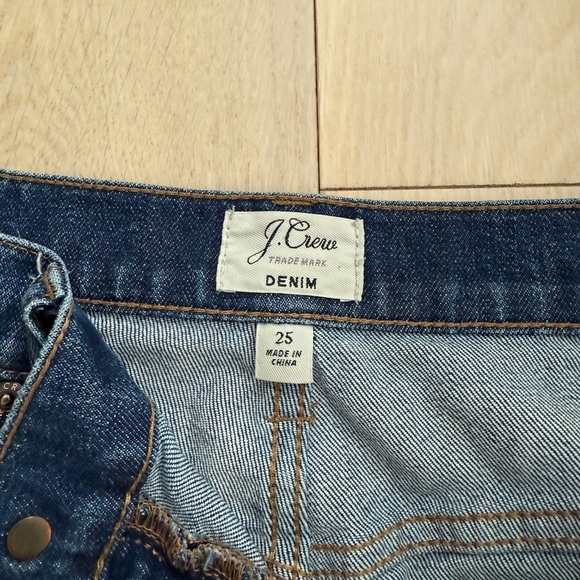 J.Crew
TRADE MARK
DENIM
25
MADE IN
CHINA